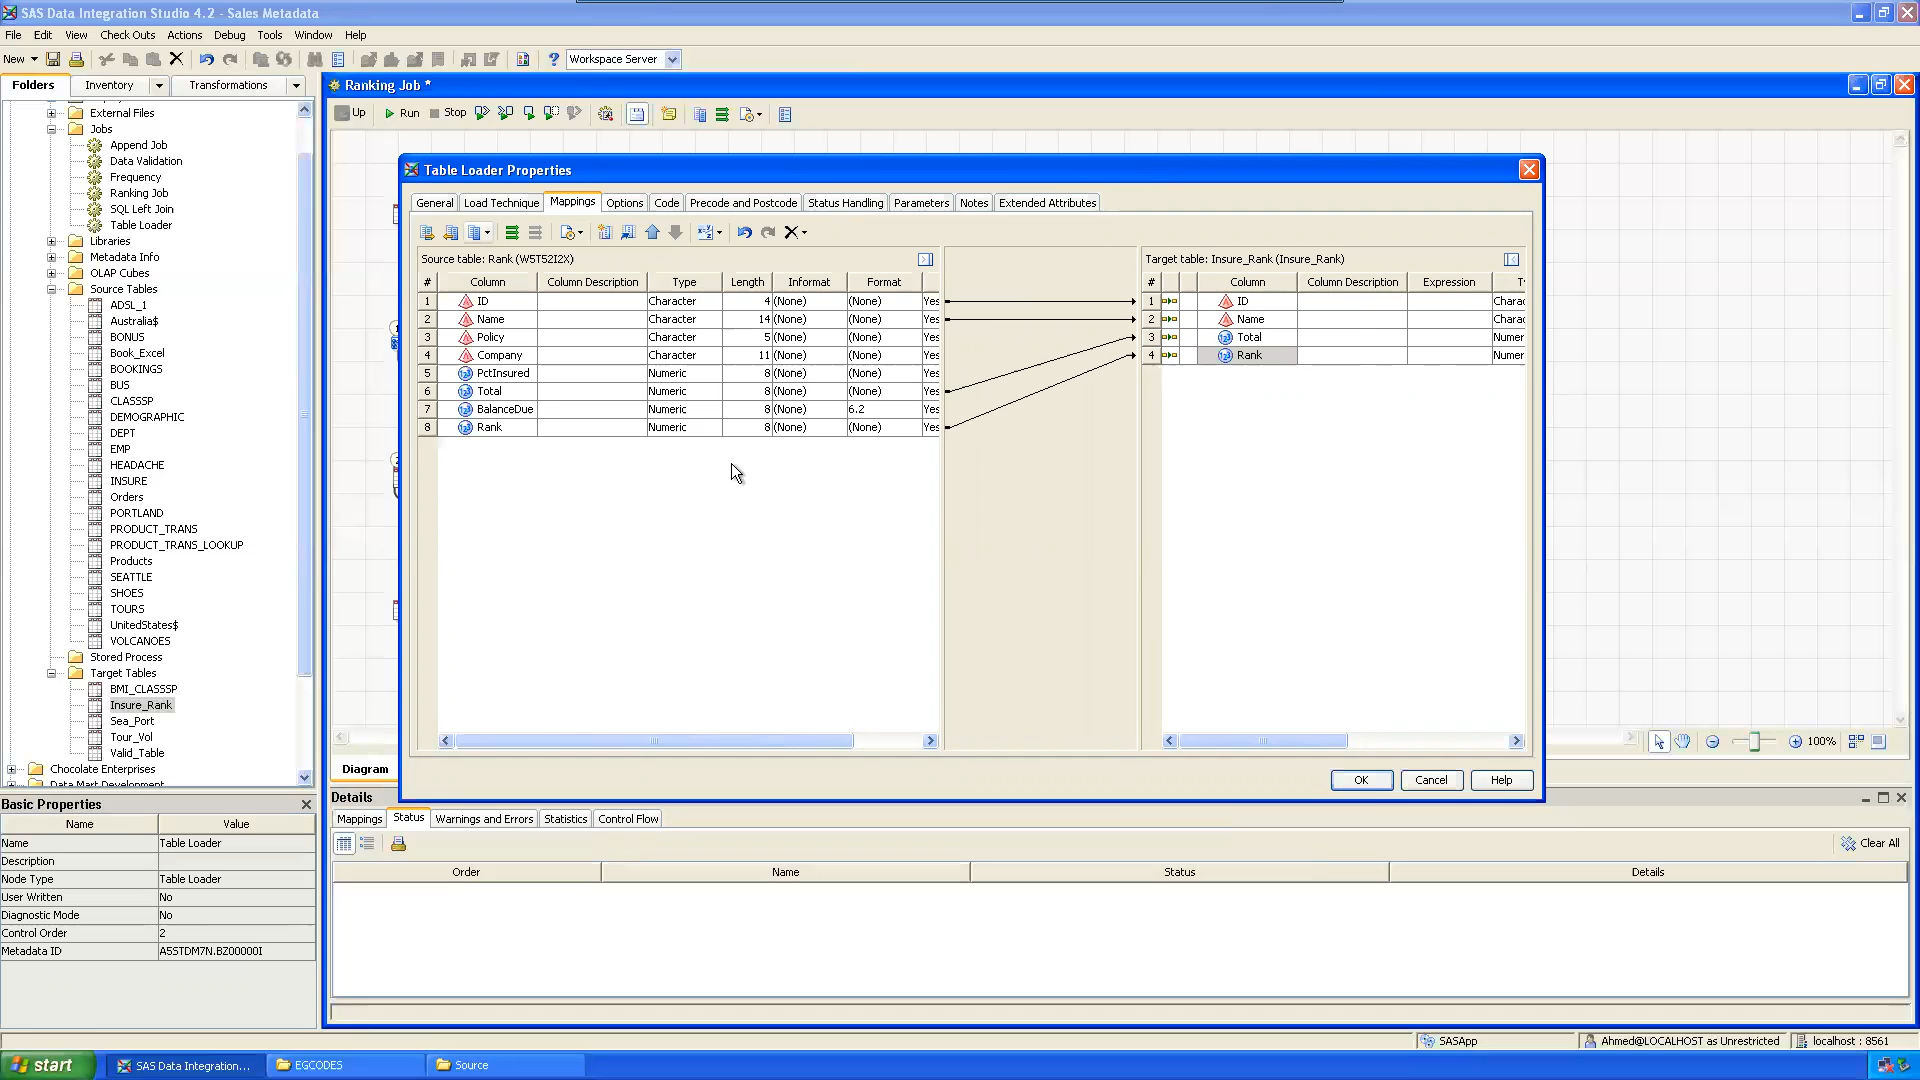 SAS Data Integration Studio 4.2 - Sales Metadata
File Edit View Check Outs Actions Debug Tools Window Help
New Workspace Server
Folders Inventory Transformations
Ranking Job *
Up Run Stop
External Files
Jobs
Append Job
Data Validation
Frequency
Ranking Job
SQL Left Join
Table Loader
Libraries
Metadata Info
OLAP Cubes
Source Tables
ADSL_1
Australia$
BONUS
Book_Excel
BOOKINGS
BUS
CLASSSP
DEMOGRAPHIC
DEPT
EMP
HEADACHE
INSURE
Orders
PORTLAND
PRODUCT_TRANS
PRODUCT_TRANS_LOOKUP
Products
SEATTLE
SHOES
TOURS
UnitedStates$
VOLCANOES
Stored Process
Target Tables
BMI_CLASSSP
Insure_Rank
Sea_Port
Tour_Vol
Valid_Table
Chocolate Enterprises
Data Mart Development
Table Loader Properties
General Load Technique Mappings Options Code Precode and Postcode Status Handling Parameters Notes Extended Attributes
Source table: Rank (W5T52I2X)
# Column Column Description Type Length Informat Format
1 ID Character 4 (None) (None) Yes
2 Name Character 14 (None) (None) Yes
3 Policy Character 5 (None) (None) Yes
4 Company Character 11 (None) (None) Yes
5 PctInsured Numeric 8 (None) (None) Yes
6 Total Numeric 8 (None) (None) Yes
7 BalanceDue Numeric 8 (None) 6.2 Yes
8 Rank Numeric 8 (None) (None) Yes
Target table: Insure_Rank (Insure_Rank)
# Column Column Description Expression T
1 ID Charac
2 Name Charac
3 Total Numer
4 Rank Numer
OK Cancel Help
100%
Diagram
Details
Mappings Status Warnings and Errors Statistics Control Flow
Clear All
Order Name Status Details
Basic Properties
Name Value
Name Table Loader
Description
Node Type Table Loader
User Written No
Diagnostic Mode No
Control Order 2
Metadata ID A5STDM7N.BZ00000I
SASApp Ahmed@LOCALHOST as Unrestricted localhost : 8561
start SAS Data Integration... EGCODES Source